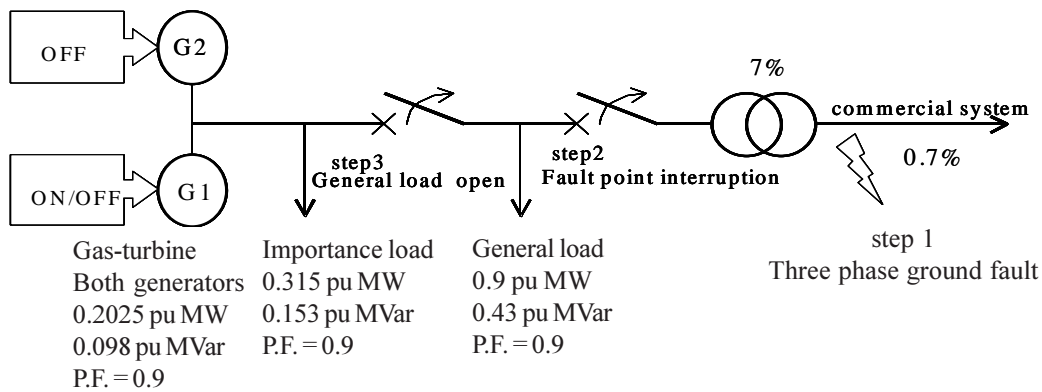 OFF
G2
7%
commercial system
step3
General load open
step2
Fault point interruption
0.7%
ON/OFF
G1
Gas-turbine
Both generators
0.2025 pu MW
0.098 pu MVar
P.F. = 0.9
Importance load
0.315 pu MW
0.153 pu MVar
P.F. = 0.9
General load
0.9 pu MW
0.43 pu MVar
P.F. = 0.9
step 1
Three phase ground fault